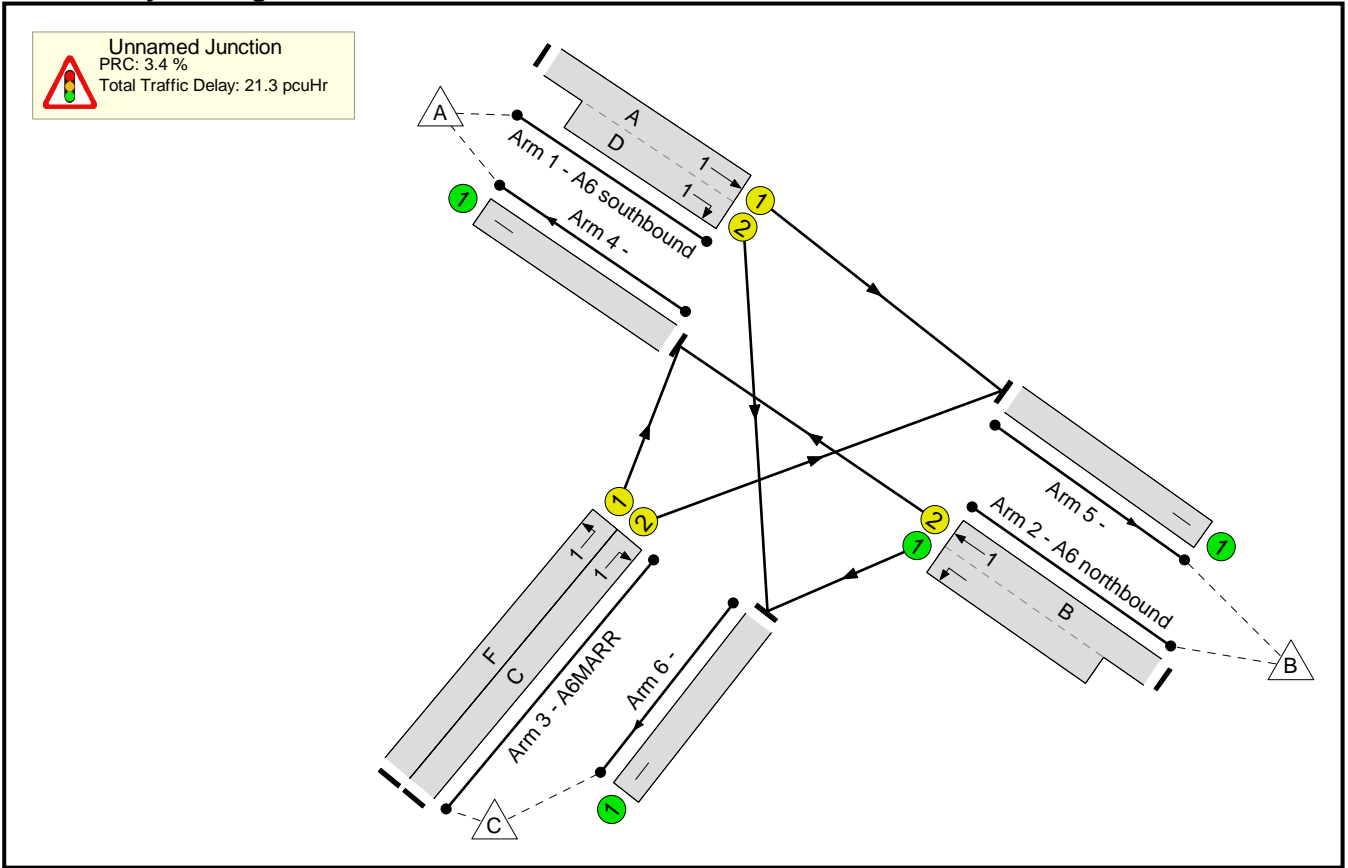 Unnamed Junction
PRC: 3.4 %
Total Traffic Delay: 21.3 pcuHr
A
A
D
1
1
Arm 1 - A6 southbound
1
2
1
Arm 4 -
Arm 5 -
1
2
1
Arm 2 - A6 northbound
1
B
B
1
2
1
1
F
C
Arm 3 - A6MARR
Arm 6 -
1
C